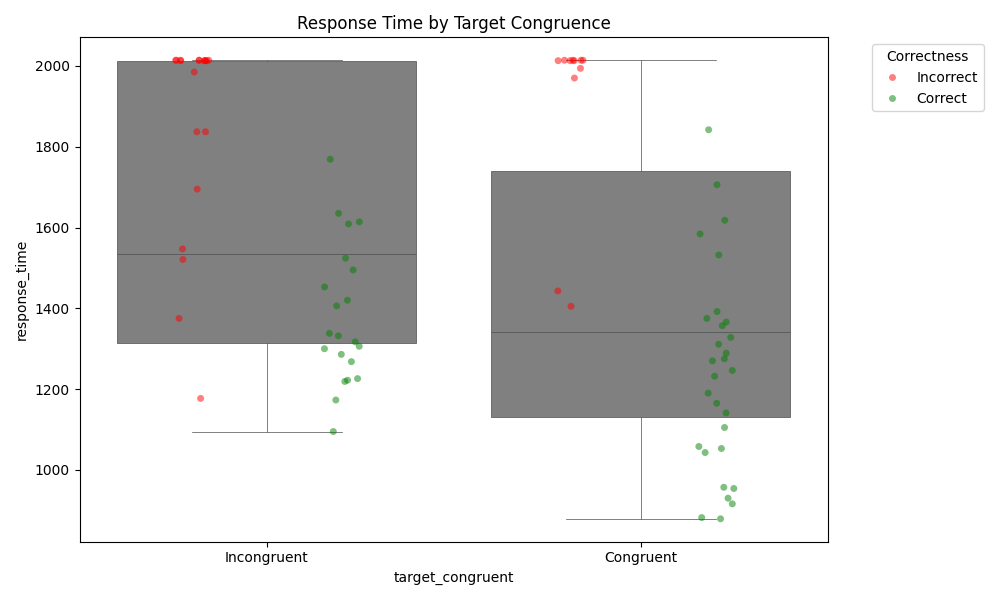 Response Time by Target Congruence
Correctness
Incorrect
Correct
response_time
2000
1800
1600
1400
1200
1000
Incongruent
Congruent
target_congruent